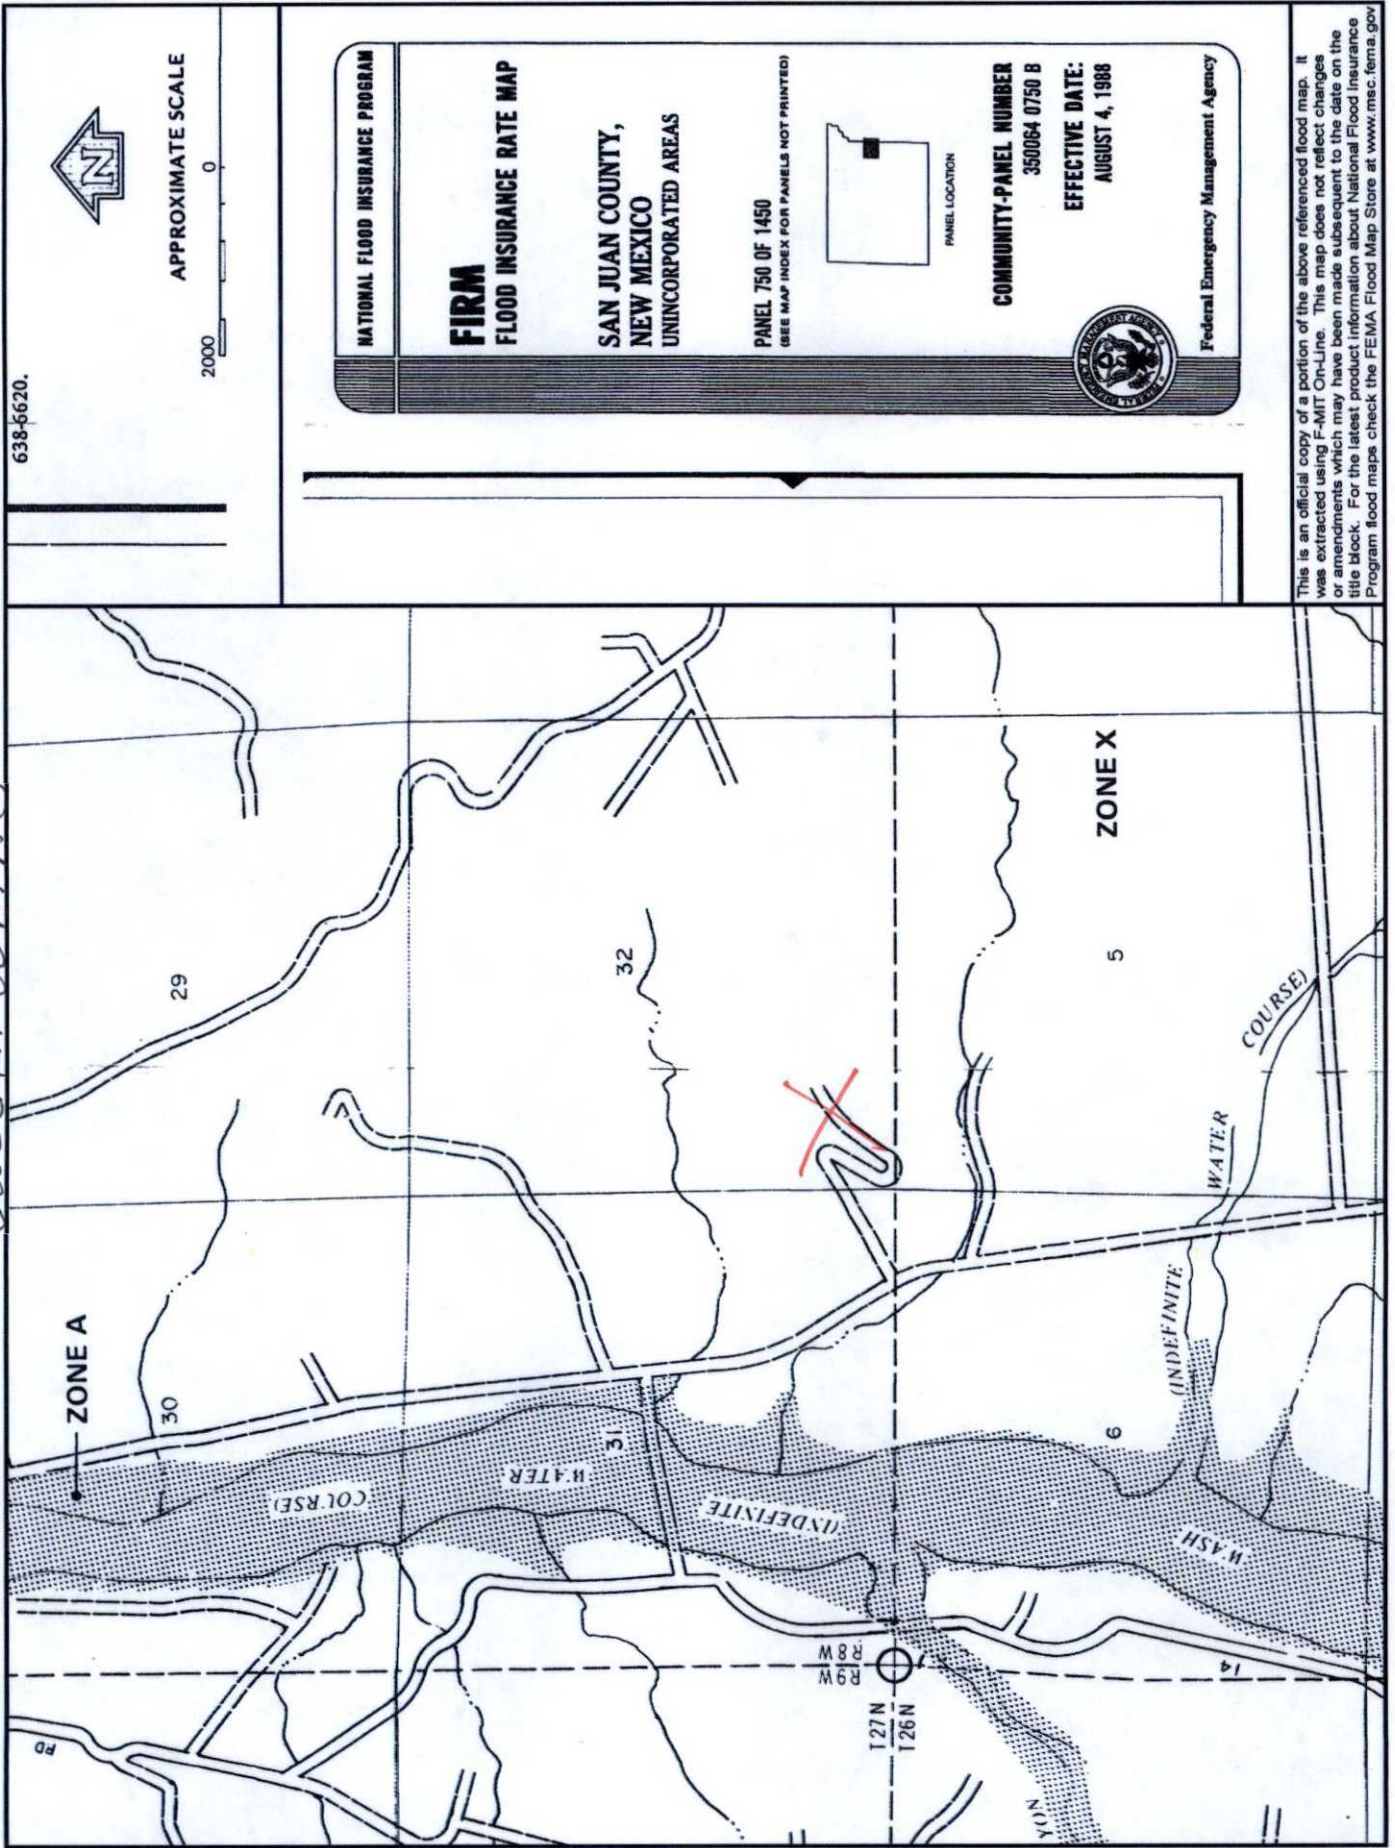 638-6620.
APPROXIMATE SCALE
2000 0
N
NATIONAL FLOOD INSURANCE PROGRAM
FIRM
FLOOD INSURANCE RATE MAP
SAN JUAN COUNTY,
NEW MEXICO
UNINCORPORATED AREAS
PANEL 750 OF 1450
(SEE MAP INDEX FOR PANELS NOT PRINTED)
PANEL LOCATION
COMMUNITY-PANEL NUMBER
350064 0750 B
EFFECTIVE DATE:
AUGUST 4, 1988
Federal Emergency Management Agency
This is an official copy of a portion of the above referenced flood map. It
was extracted using F-MIT On-Line. This map does not reflect changes
or amendments which may have been made subsequent to the date on the
title block. For the latest product information about National Flood Insurance
Program flood maps check the FEMA Flood Map Store at www.msc.fema.gov
ZONE A
29
30
COURSE)
WATER
31
32
(INDEFINITE
RD
R9W
R8W
T27N
T26N
ZONE X
5
6
COURSE)
WATER
(INDEFINITE
WASH
14
YON